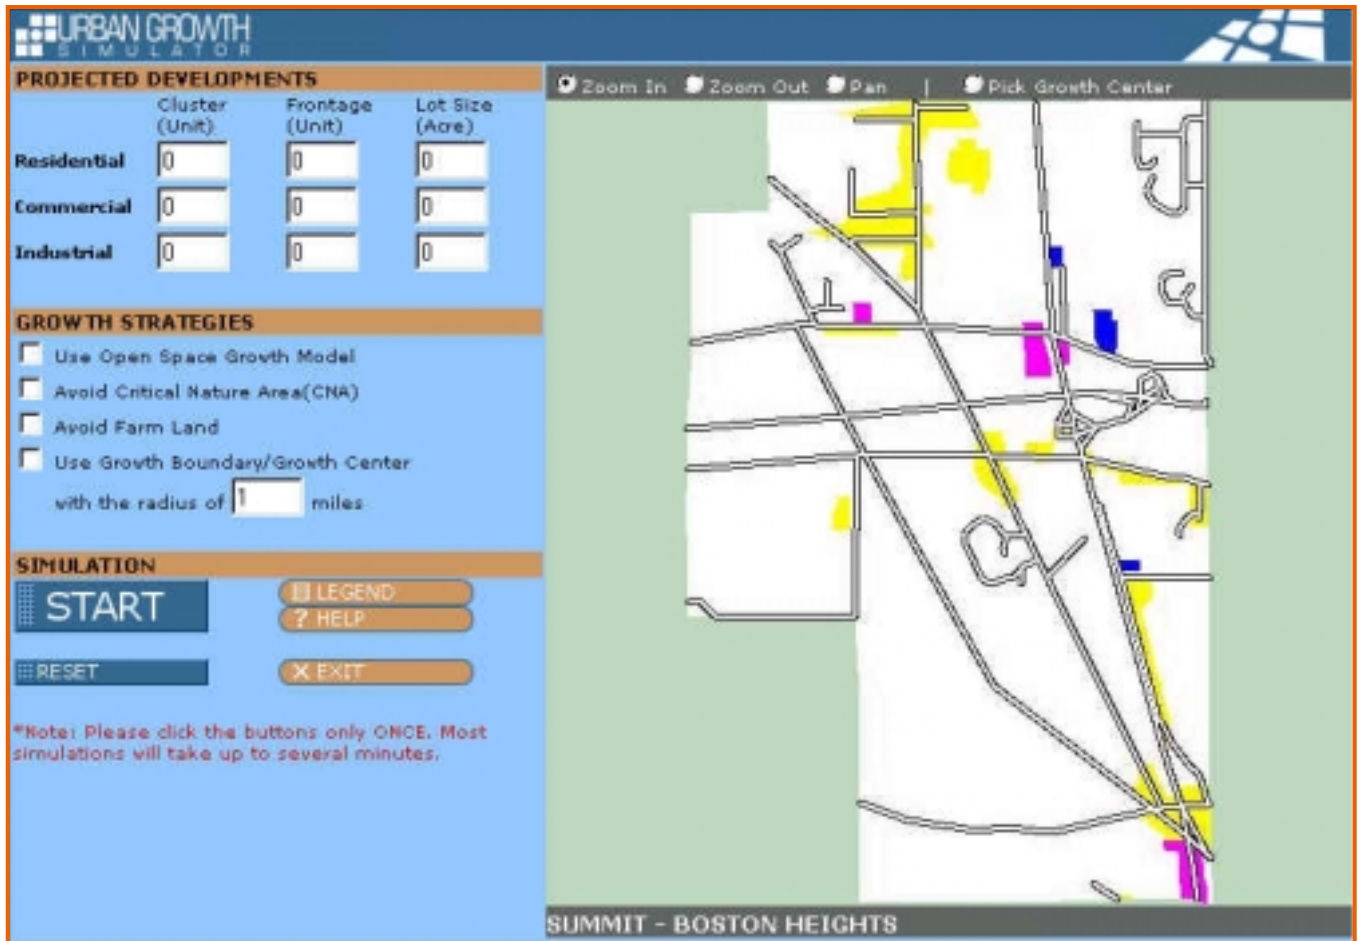 URBAN GROWTH
SIMULATOR
PROJECTED DEVELOPMENTS
Cluster Frontage Lot Size
(Unit) (Unit) (Acre)
Residential 0 0 0
Commercial 0 0 0
Industrial 0 0 0
GROWTH STRATEGIES
Use Open Space Growth Model
Avoid Critical Nature Area(CNA)
Avoid Farm Land
Use Growth Boundary/Growth Center
with the radius of 1 miles
SIMULATION
START
LEGEND
? HELP
RESET
X EXIT
*Note: Please click the buttons only ONCE. Most
simulations will take up to several minutes.
Zoom In Zoom Out Pan | Pick Growth Center
SUMMIT - BOSTON HEIGHTS